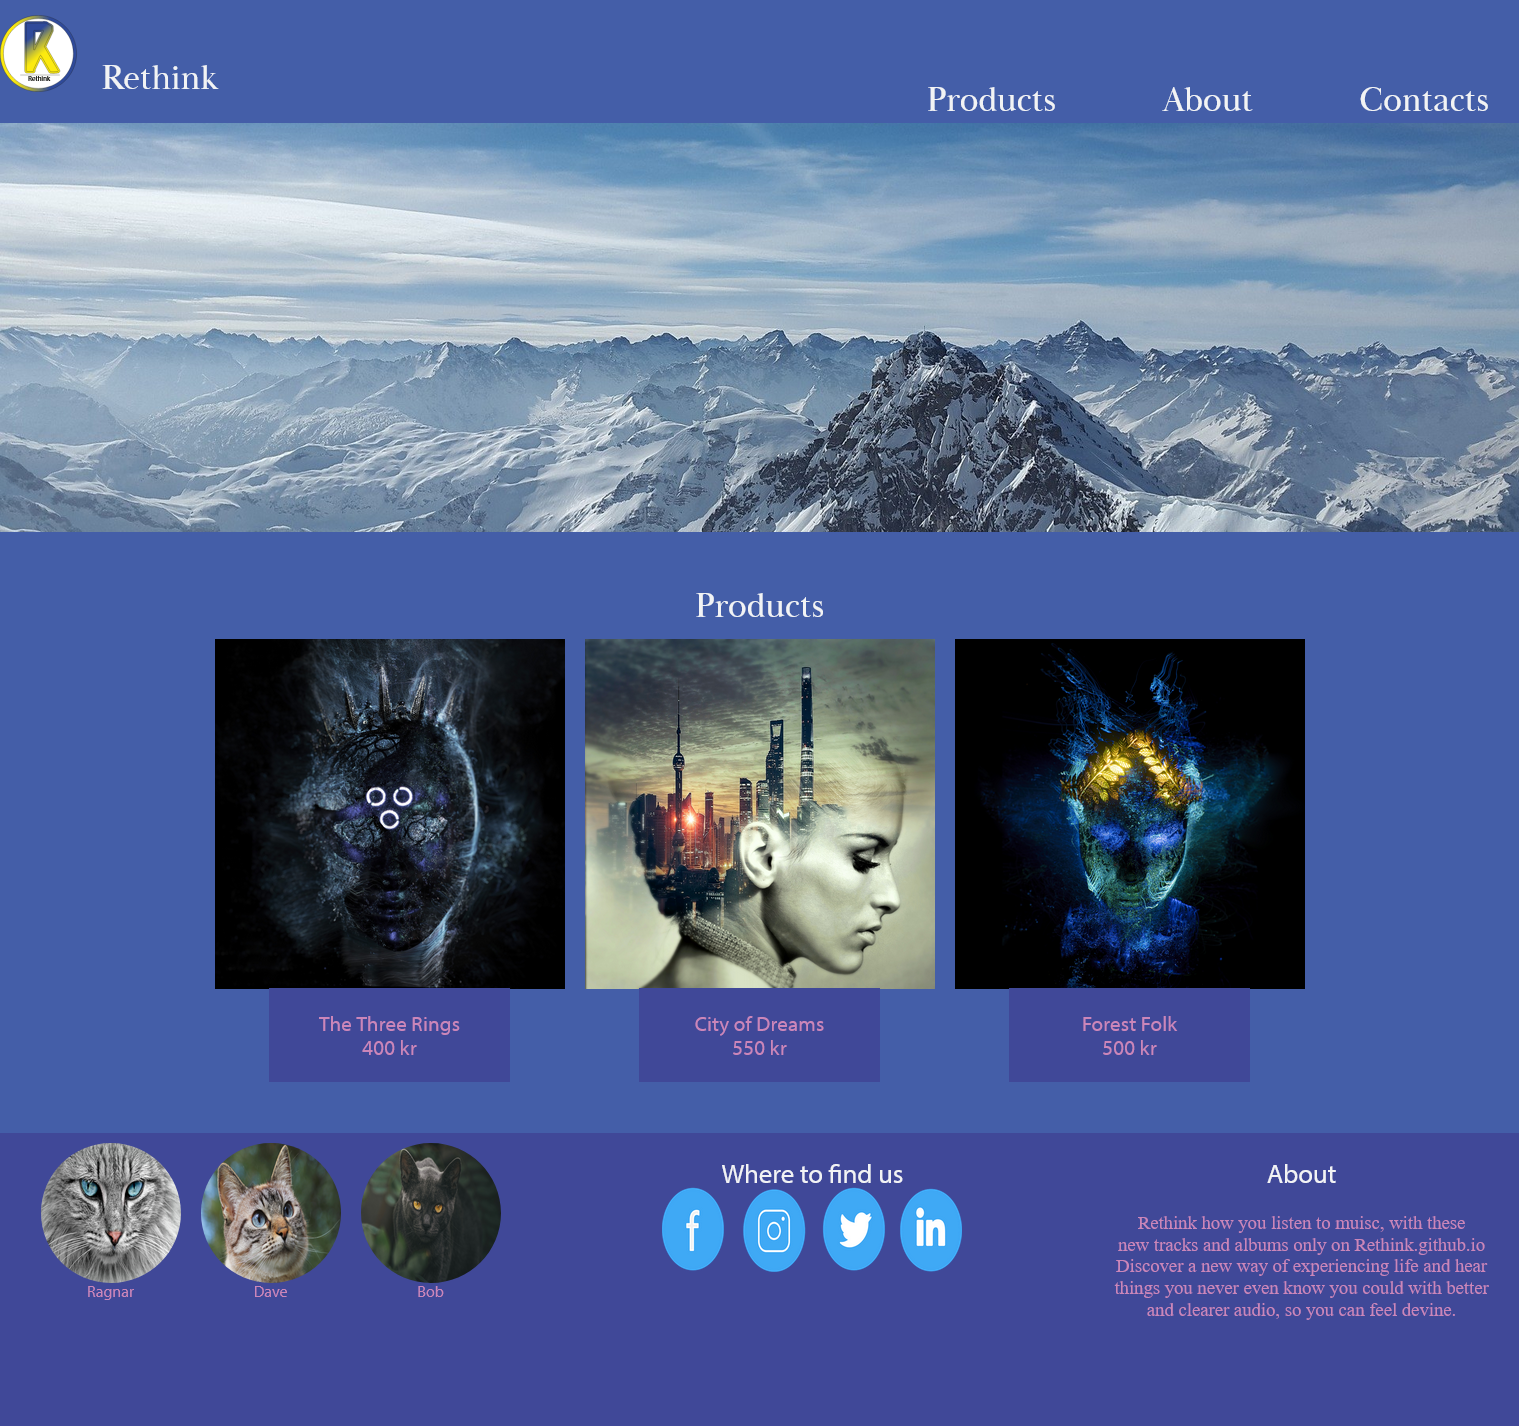 Rethink
Rethink
Products About Contacts
Products
The Three Rings
400 kr
City of Dreams
550 kr
Forest Folk
500 kr
Ragnar
Dave
Bob
Where to find us
About
Rethink how you listen to muisc, with these
new tracks and albums only on Rethink.github.io
Discover a new way of experiencing life and hear
things you never even know you could with better
and clearer audio, so you can feel devine.